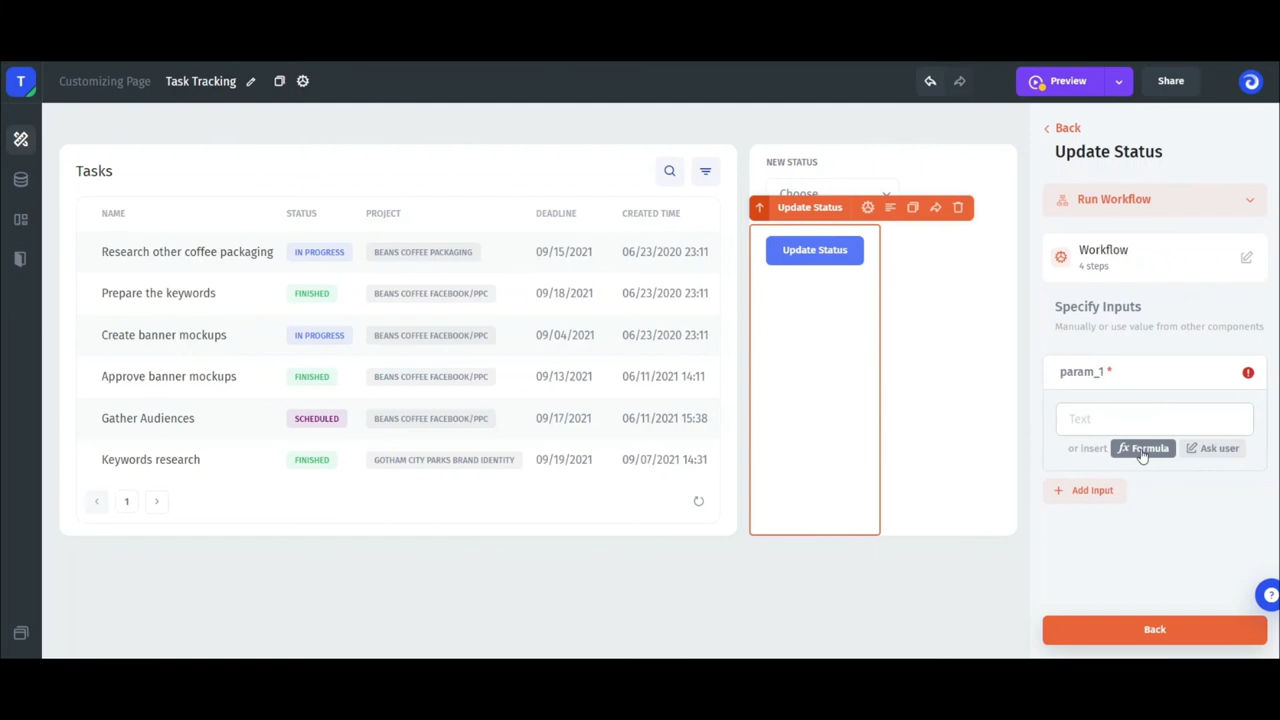 T
Customizing Page
Task Tracking
Preview
Share
Tasks
NAME STATUS PROJECT DEADLINE CREATED TIME
Research other coffee packaging IN PROGRESS BEANS COFFEE PACKAGING 09/15/2021 06/23/2020 23:11
Prepare the keywords FINISHED BEANS COFFEE FACEBOOK/PPC 09/18/2021 06/23/2020 23:11
Create banner mockups IN PROGRESS BEANS COFFEE FACEBOOK/PPC 09/04/2021 06/23/2020 23:11
Approve banner mockups FINISHED BEANS COFFEE FACEBOOK/PPC 09/13/2021 06/11/2021 14:11
Gather Audiences SCHEDULED BEANS COFFEE FACEBOOK/PPC 09/17/2021 06/11/2021 15:38
Keywords research FINISHED GOTHAM CITY PARKS BRAND IDENTITY 09/19/2021 09/07/2021 14:31
1
NEW STATUS
Choose
Update Status
Update Status
Back
Update Status
Run Workflow
Workflow
4 steps
Specify Inputs
Manually or use value from other components
param_1 *
Text
or insert fx Formula Ask user
+ Add Input
?
Back